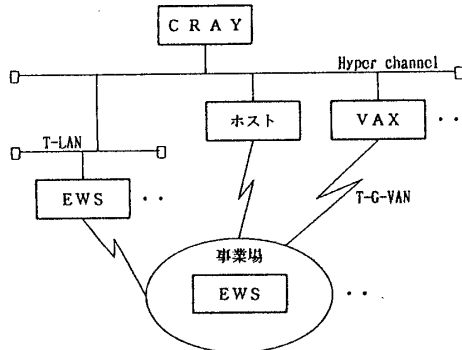 CRAY
Hyper channel
ホスト
VAX
・・
T-LAN
EWS
・・
T-G-VAN
事業場
EWS
・・